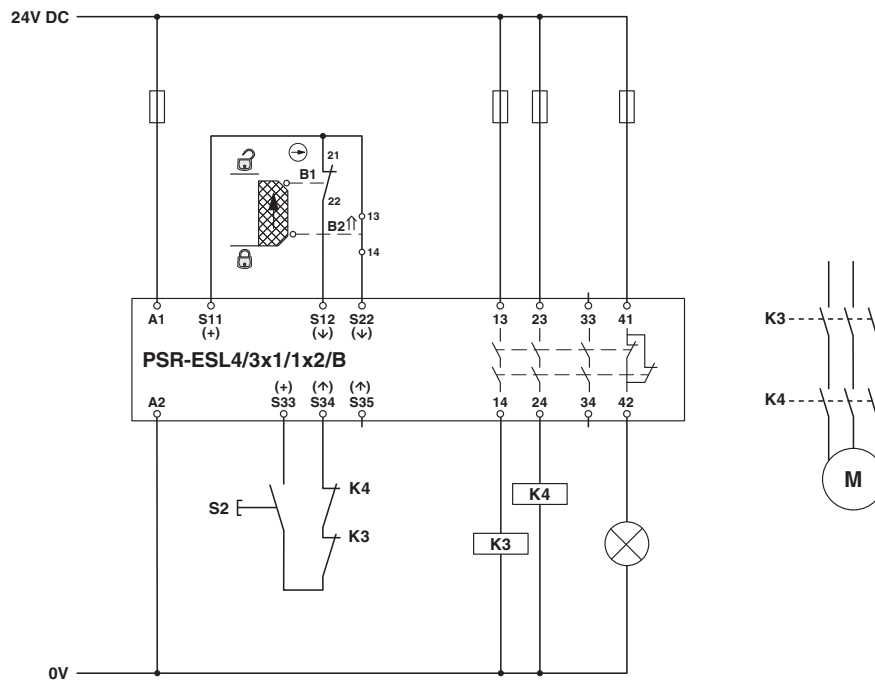 24V DC
21
B1
22
B2
13
14
A1 S11 S12 S22 13 23 33 41
(+) (↓) (↓)
PSR-ESL4/3x1/1x2/B
(+) (↑) (↑)
A2 S33 S34 S35 14 24 34 42
K3
K4
M
S2
K4
K3
K4
K3
0V